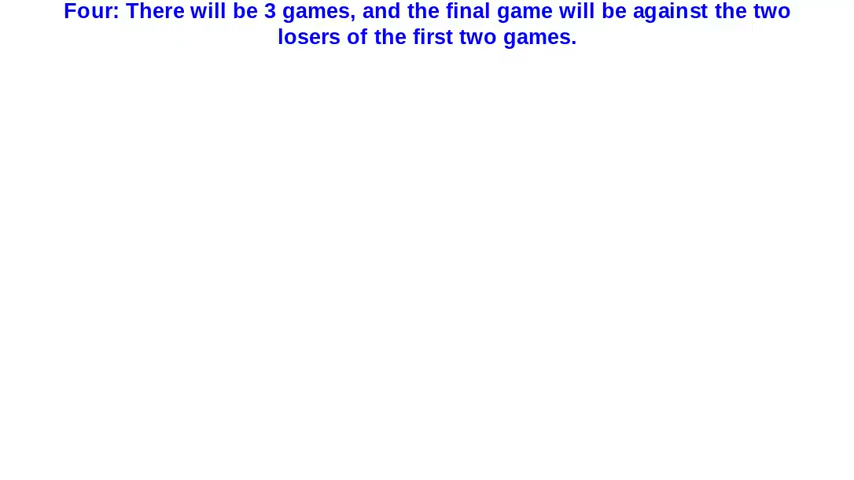 Four: There will be 3 games, and the final game will be against the two
losers of the first two games.